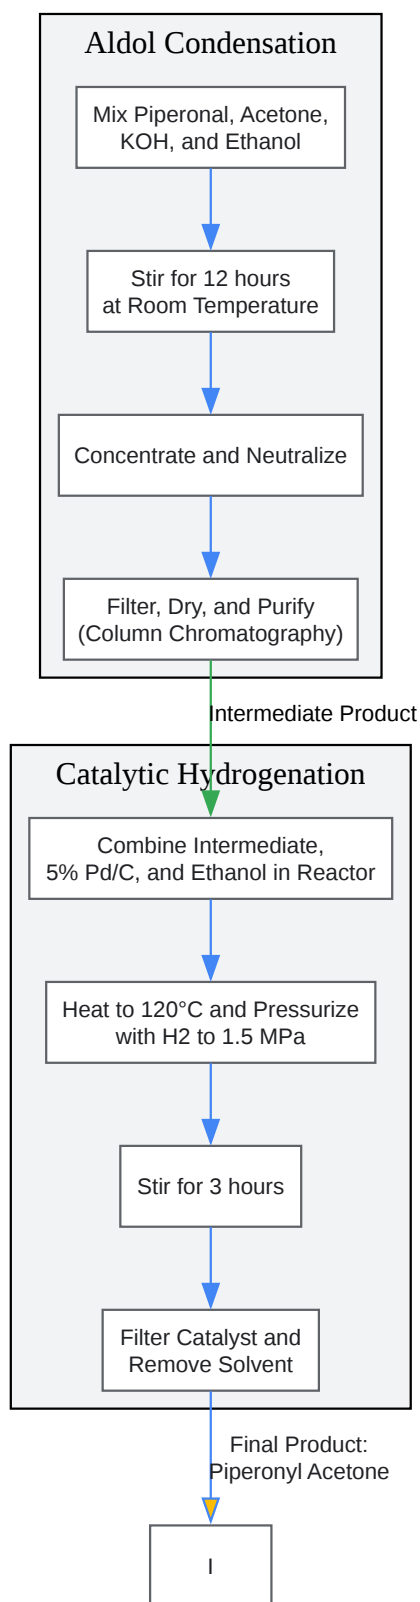 Aldol Condensation
Mix Piperonal, Acetone,
KOH, and Ethanol
Stir for 12 hours
at Room Temperature
Concentrate and Neutralize
Filter, Dry, and Purify
(Column Chromatography)
Intermediate Product
Catalytic Hydrogenation
Combine Intermediate,
5% Pd/C, and Ethanol in Reactor
Heat to 120°C and Pressurize
with H2 to 1.5 MPa
Stir for 3 hours
Filter Catalyst and
Remove Solvent
Final Product:
Piperonyl Acetone
I